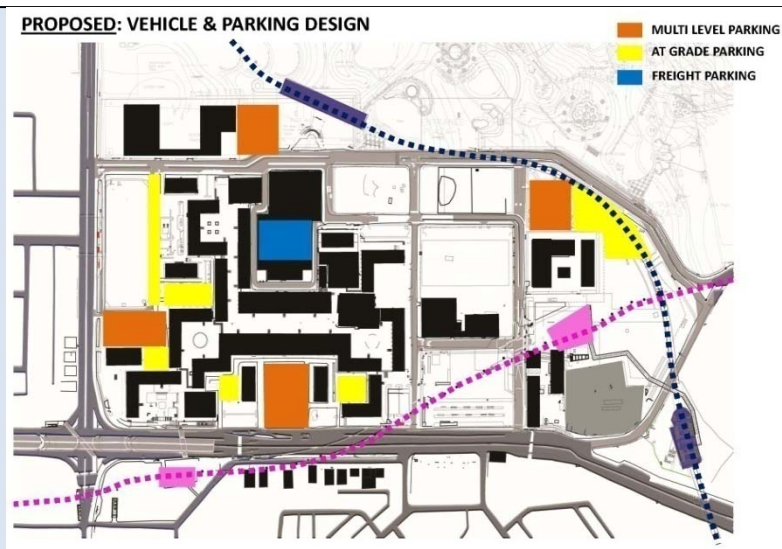 PROPOSED: VEHICLE & PARKING DESIGN
MULTI LEVEL PARKING
AT GRADE PARKING
FREIGHT PARKING